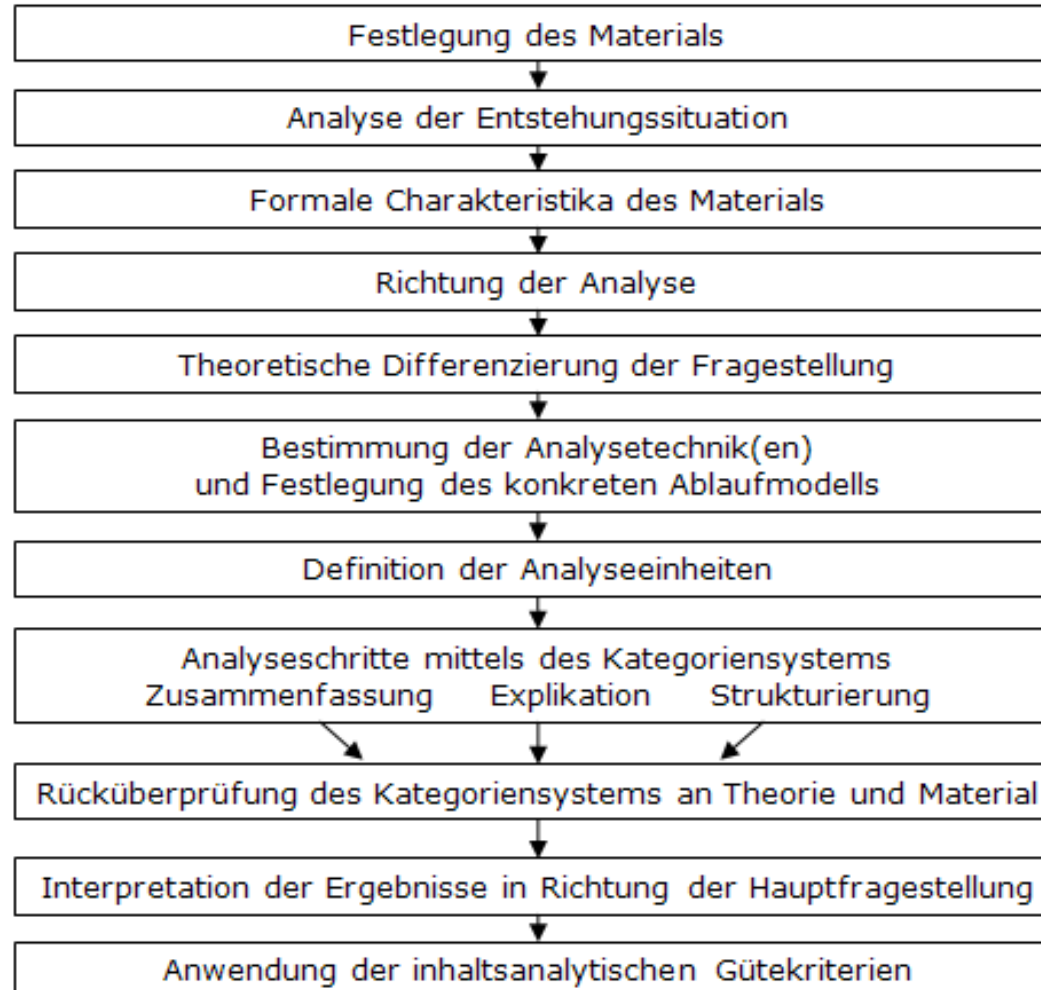 Festlegung des Materials
Analyse der Entstehungssituation
Formale Charakteristika des Materials
Richtung der Analyse
Theoretische Differenzierung der Fragestellung
Bestimmung der Analysetechnik(en)
und Festlegung des konkreten Ablaufmodells
Definition der Analyseeinheiten
Analyseschritte mittels des Kategoriensystems
Zusammenfassung Explikation Strukturierung
Rücküberprüfung des Kategoriensystems an Theorie und Material
Interpretation der Ergebnisse in Richtung der Hauptfragestellung
Anwendung der inhaltsanalytischen Gütekriterien